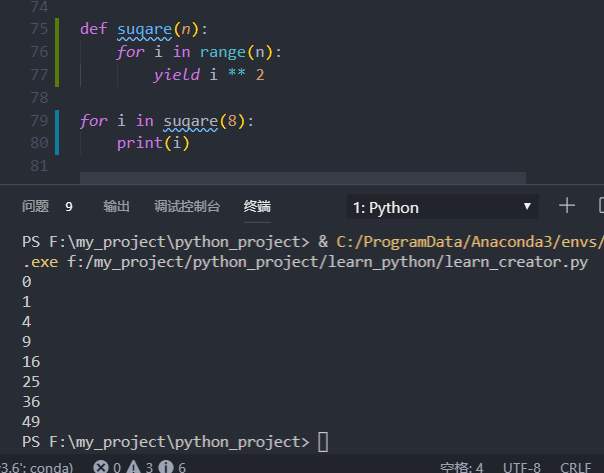 74
75 def suqare(n):
76 for i in range(n):
77 yield i ** 2
78
79 for i in suqare(8):
80 print(i)
81
问题 9 输出 调试控制台 终端 1: Python
PS F:\my_project\python_project> & C:/ProgramData/Anaconda3/envs/
.exe f:/my_project/python_project/learn_python/learn_creator.py
0
1
4
9
16
25
36
49
PS F:\my_project\python_project>
3.6': conda) 0 3 6 空格: 4 UTF-8 CRLF